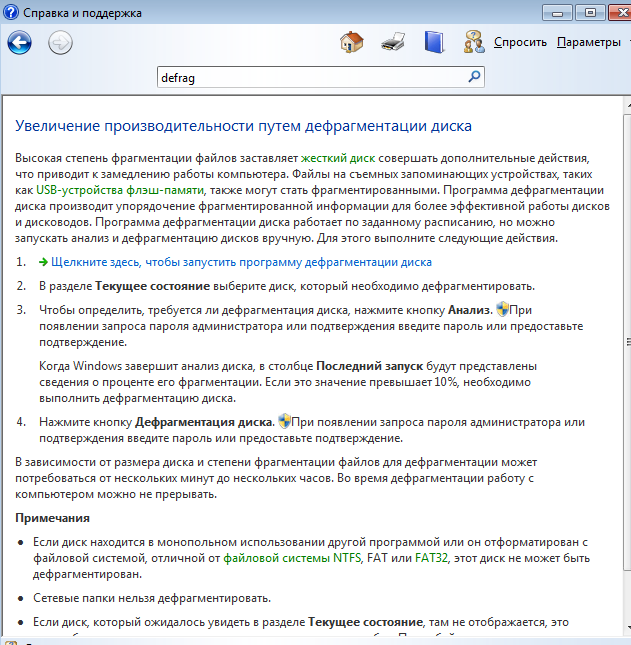 Справка и поддержка
Спросить Параметры
defrag
Увеличение производительности путем дефрагментации диска
Высокая степень фрагментации файлов заставляет жесткий диск совершать дополнительные действия,
что приводит к замедлению работы компьютера. Файлы на съемных запоминающих устройствах, таких
как USB-устройства флэш-памяти, также могут стать фрагментированными. Программа дефрагментации
диска производит упорядочение фрагментированной информации для более эффективной работы дисков
и дисководов. Программа дефрагментации диска работает по заданному расписанию, но можно
запускать анализ и дефрагментацию дисков вручную. Для этого выполните следующие действия.
1. Щелкните здесь, чтобы запустить программу дефрагментации диска
2. В разделе Текущее состояние выберите диск, который необходимо дефрагментировать.
3. Чтобы определить, требуется ли дефрагментация диска, нажмите кнопку Анализ. При
появлении запроса пароля администратора или подтверждения введите пароль или предоставьте
подтверждение.
Когда Windows завершит анализ диска, в столбце Последний запуск будут представлены
сведения о проценте его фрагментации. Если это значение превышает 10%, необходимо
выполнить дефрагментацию диска.
4. Нажмите кнопку Дефрагментация диска. При появлении запроса пароля администратора или
подтверждения введите пароль или предоставьте подтверждение.
В зависимости от размера диска и степени фрагментации файлов для дефрагментации может
потребоваться от нескольких минут до нескольких часов. Во время дефрагментации работу с
компьютером можно не прерывать.
Примечания
• Если диск находится в монопольном использовании другой программой или он отформатирован с
файловой системой, отличной от файловой системы NTFS, FAT или FAT32, этот диск не может быть
дефрагментирован.
• Сетевые папки нельзя дефрагментировать.
• Если диск, который ожидалось увидеть в разделе Текущее состояние, там не отображается, это